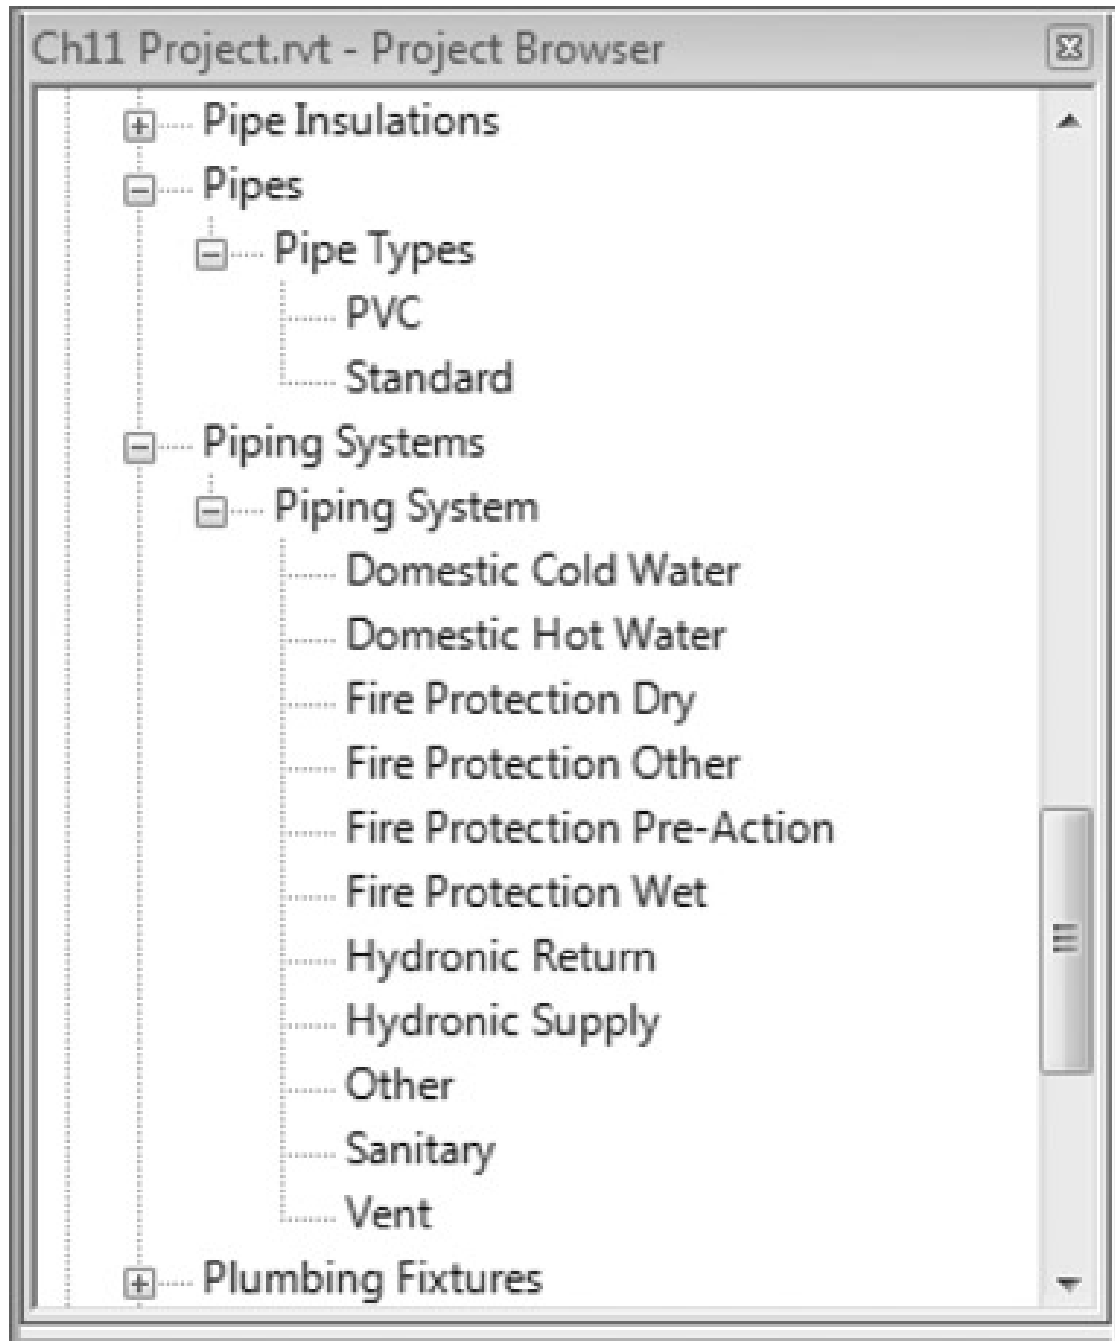 Ch11 Project.rvt - Project Browser
Pipe Insulations
Pipes
Pipe Types
PVC
Standard
Piping Systems
Piping System
Domestic Cold Water
Domestic Hot Water
Fire Protection Dry
Fire Protection Other
Fire Protection Pre-Action
Fire Protection Wet
Hydronic Return
Hydronic Supply
Other
Sanitary
Vent
Plumbing Fixtures